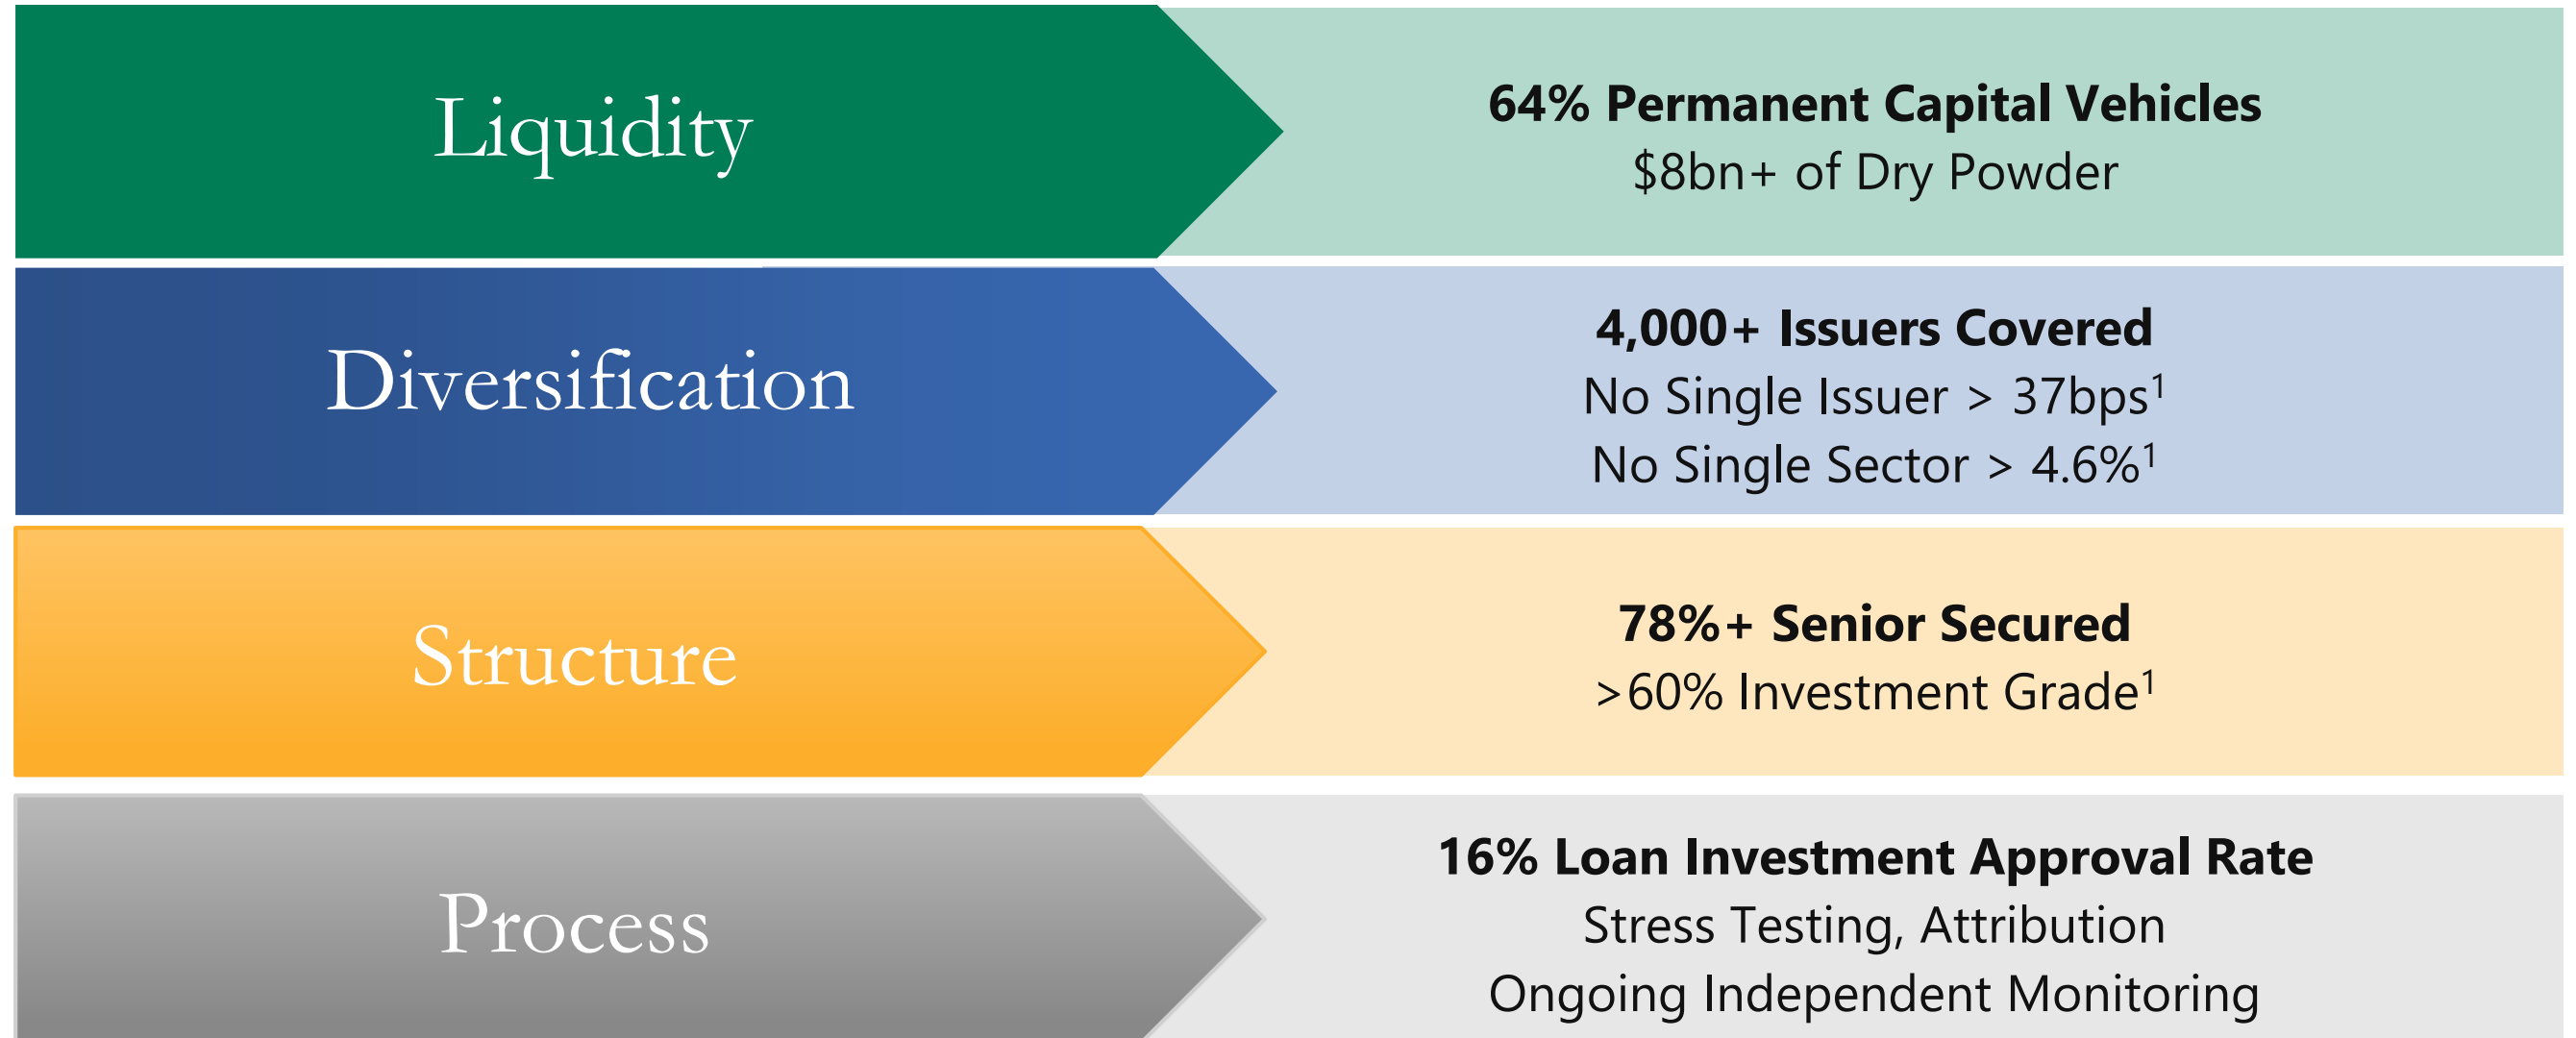 Liquidity
64% Permanent Capital Vehicles
$8bn+ of Dry Powder
Diversification
4,000+ Issuers Covered
No Single Issuer > 37bps¹
No Single Sector > 4.6%¹
Structure
78%+ Senior Secured
>60% Investment Grade¹
Process
16% Loan Investment Approval Rate
Stress Testing, Attribution
Ongoing Independent Monitoring